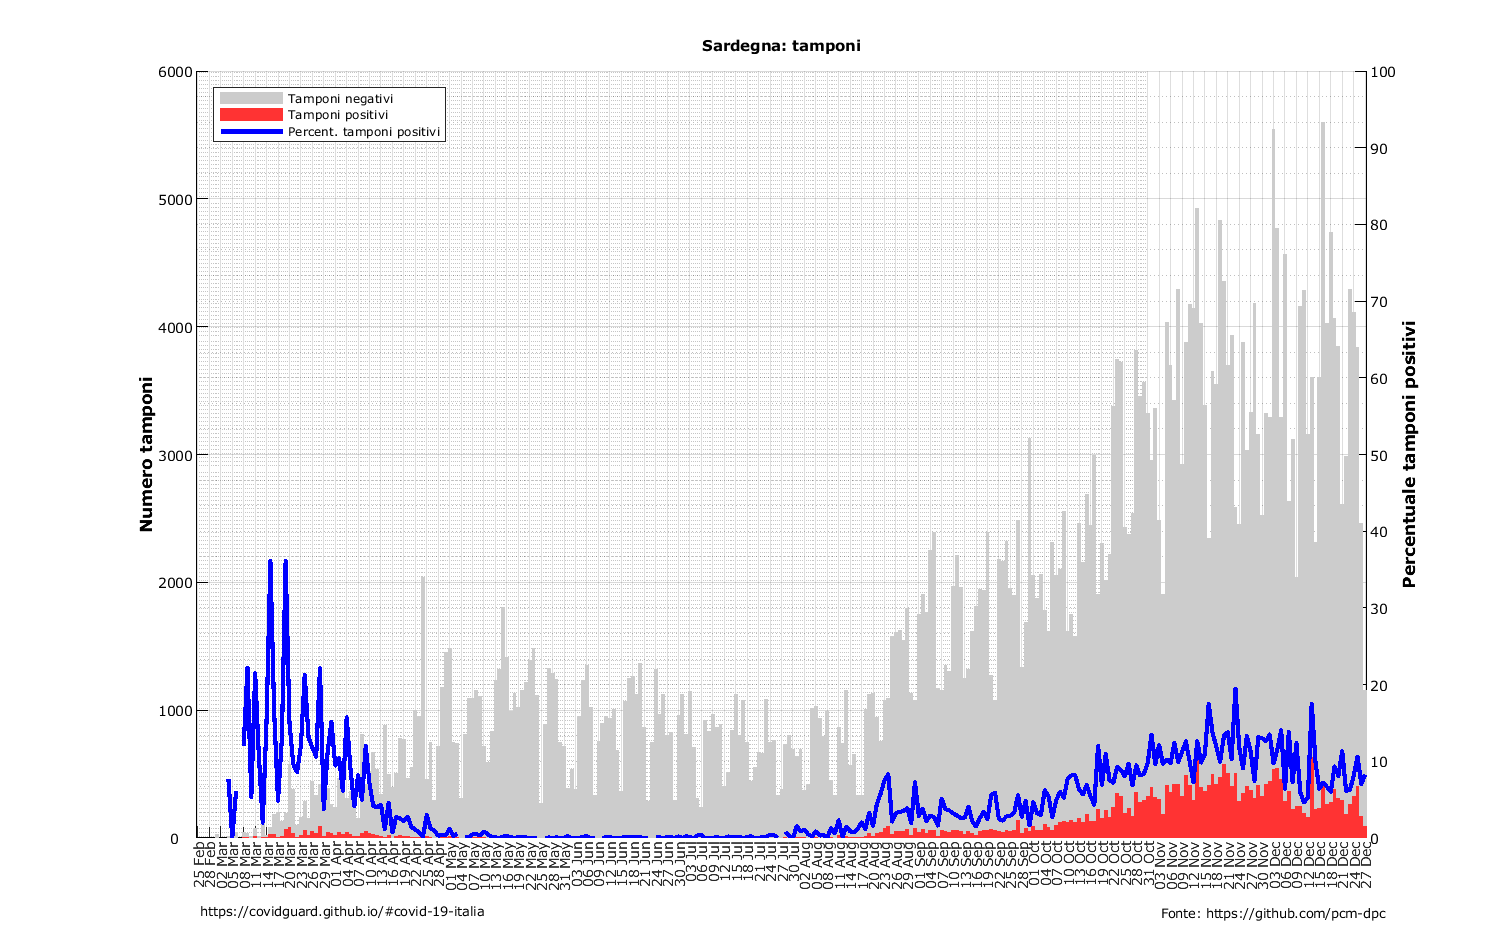 Sardegna: tamponi
6000
5000
4000
3000
2000
1000
0
Numero tamponi
Tamponi negativi
Tamponi positivi
Percent. tamponi positivi
100
90
80
70
60
50
40
30
20
10
0
Percentuale tamponi positivi
25 Feb
28 Feb
02 Mar
05 Mar
08 Mar
11 Mar
14 Mar
17 Mar
20 Mar
23 Mar
26 Mar
29 Mar
01 Apr
04 Apr
07 Apr
10 Apr
13 Apr
16 Apr
19 Apr
22 Apr
25 Apr
28 Apr
01 May
04 May
07 May
10 May
13 May
16 May
19 May
22 May
25 May
28 May
31 May
03 Jun
06 Jun
09 Jun
12 Jun
15 Jun
18 Jun
21 Jun
24 Jun
27 Jun
30 Jun
03 Jul
06 Jul
09 Jul
12 Jul
15 Jul
18 Jul
21 Jul
24 Jul
27 Jul
30 Jul
02 Aug
05 Aug
08 Aug
11 Aug
14 Aug
17 Aug
20 Aug
23 Aug
26 Aug
29 Aug
01 Sep
04 Sep
07 Sep
10 Sep
13 Sep
16 Sep
19 Sep
22 Sep
25 Sep
28 Sep
01 Oct
04 Oct
07 Oct
10 Oct
13 Oct
16 Oct
19 Oct
22 Oct
25 Oct
28 Oct
31 Oct
03 Nov
06 Nov
09 Nov
12 Nov
15 Nov
18 Nov
21 Nov
24 Nov
27 Nov
30 Nov
03 Dec
06 Dec
09 Dec
12 Dec
15 Dec
18 Dec
21 Dec
24 Dec
27 Dec
https://covidguard.github.io/#covid-19-italia
Fonte: https://github.com/pcm-dpc